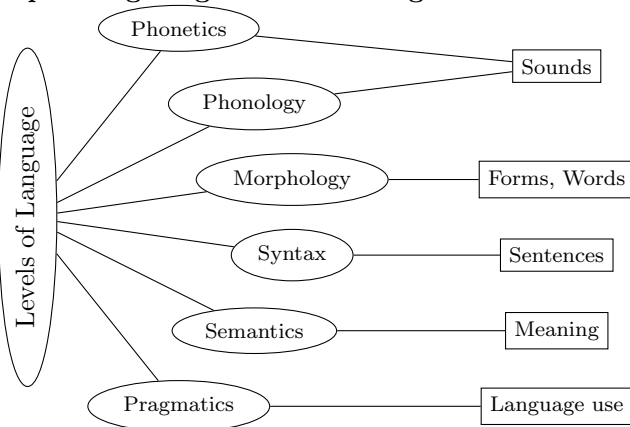 Phonetics
Sounds
Phonology
Levels of Language
Morphology
Forms, Words
Syntax
Sentences
Semantics
Meaning
Pragmatics
Language use